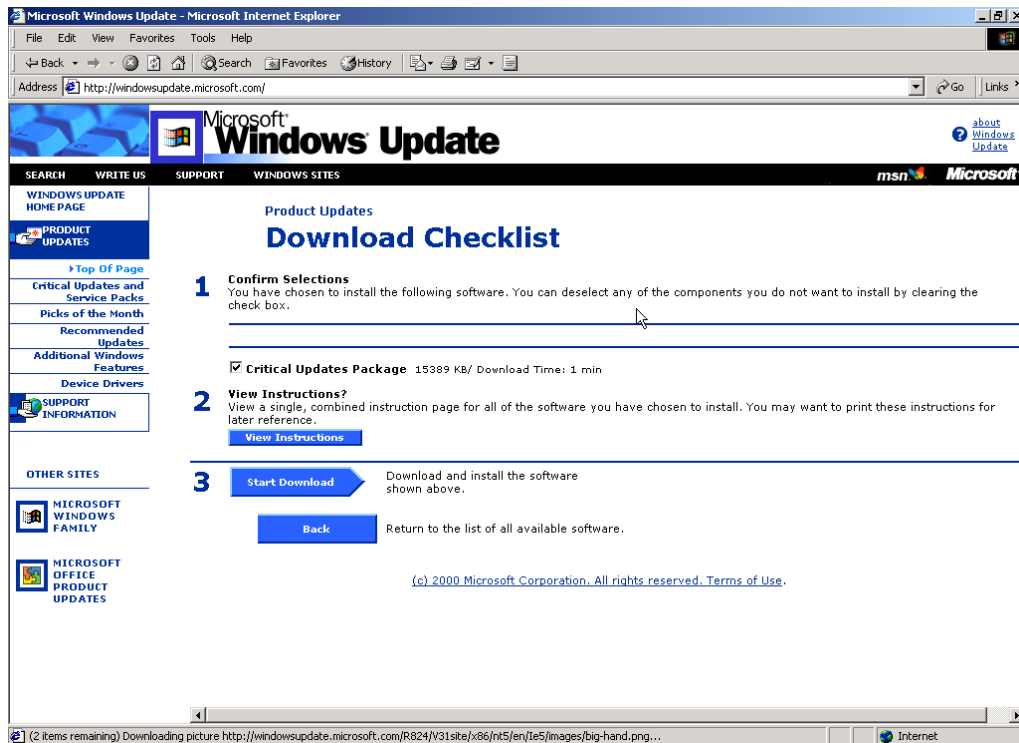 Microsoft Windows Update - Microsoft Internet Explorer
File Edit View Favorites Tools Help
Back Search Favorites History
Address http://windowsupdate.microsoft.com/ Go Links
Microsoft
Windows Update
about
Windows
Update
SEARCH WRITE US SUPPORT WINDOWS SITES msn Microsoft
WINDOWS UPDATE
HOME PAGE
PRODUCT
UPDATES
Top Of Page
Critical Updates and
Service Packs
Picks of the Month
Recommended
Updates
Additional Windows
Features
Device Drivers
SUPPORT
INFORMATION
OTHER SITES
MICROSOFT
WINDOWS
FAMILY
MICROSOFT
OFFICE
PRODUCT
UPDATES
Product Updates
Download Checklist
1 Confirm Selections
You have chosen to install the following software. You can deselect any of the components you do not want to install by clearing the
check box.
Critical Updates Package 15389 KB/ Download Time: 1 min
2 View Instructions?
View a single, combined instruction page for all of the software you have chosen to install. You may want to print these instructions for
later reference.
View Instructions
3 Start Download Download and install the software
shown above.
Back Return to the list of all available software.
(c) 2000 Microsoft Corporation. All rights reserved. Terms of Use.
(2 items remaining) Downloading picture http://windowsupdate.microsoft.com/R824/V31site/x86/nt5/en/Ie5/images/big-hand.png... Internet